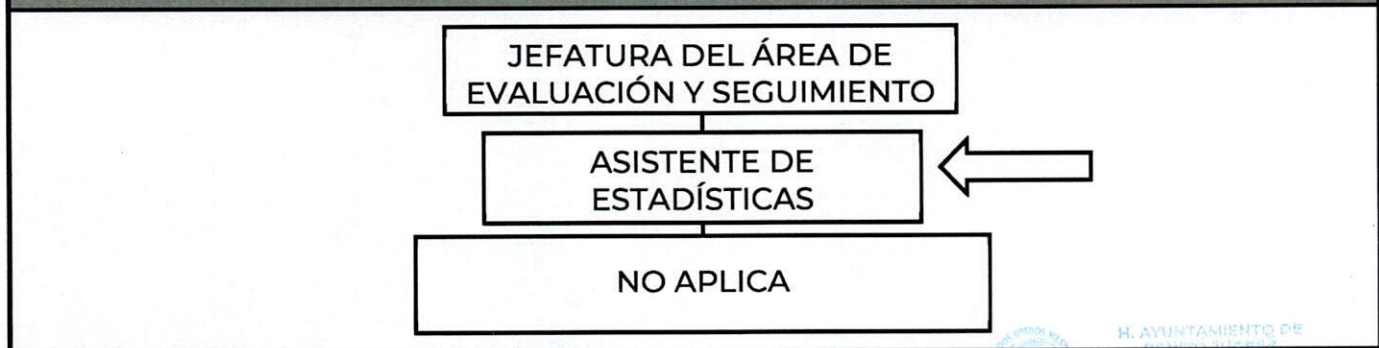 JEFATURA DEL ÁREA DE
EVALUACIÓN Y SEGUIMIENTO
ASISTENTE DE
ESTADÍSTICAS
NO APLICA
H. AYUNTAMIENTO DE